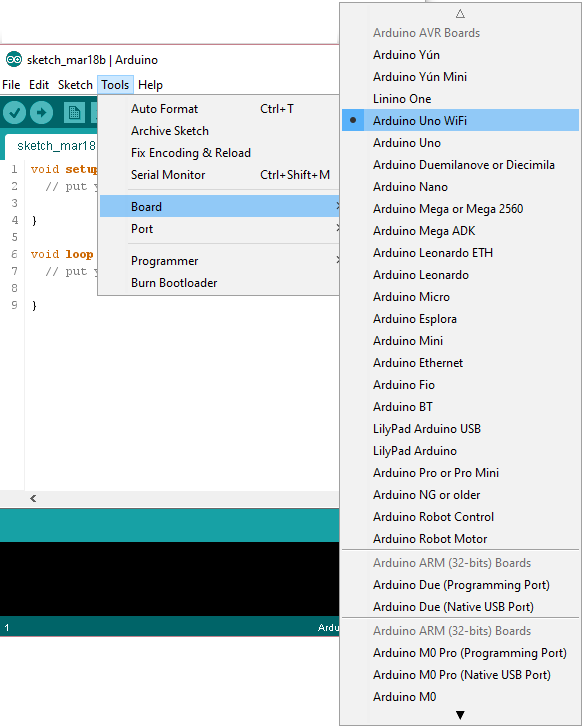 sketch_mar18b | Arduino
File Edit Sketch Tools Help
sketch_mar18
1 void setup
2 // put y
3
4 }
5
6 void loop
7 // put y
8
9 }
1
Ardu
Auto Format Ctrl+T
Archive Sketch
Fix Encoding & Reload
Serial Monitor Ctrl+Shift+M
Board
Port
Programmer
Burn Bootloader
Arduino AVR Boards
Arduino Yún
Arduino Yún Mini
Linino One
Arduino Uno WiFi
Arduino Uno
Arduino Duemilanove or Diecimila
Arduino Nano
Arduino Mega or Mega 2560
Arduino Mega ADK
Arduino Leonardo ETH
Arduino Leonardo
Arduino Micro
Arduino Esplora
Arduino Mini
Arduino Ethernet
Arduino Fio
Arduino BT
LilyPad Arduino USB
LilyPad Arduino
Arduino Pro or Pro Mini
Arduino NG or older
Arduino Robot Control
Arduino Robot Motor
Arduino ARM (32-bits) Boards
Arduino Due (Programming Port)
Arduino Due (Native USB Port)
Arduino ARM (32-bits) Boards
Arduino M0 Pro (Programming Port)
Arduino M0 Pro (Native USB Port)
Arduino M0